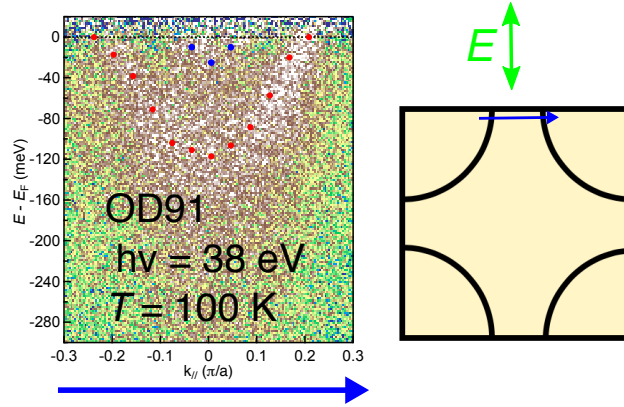 E
0
-40
-80
-120
-160
-200
-240
-280
E - E_F (meV)
OD91
hν = 38 eV
T = 100 K
-0.3 -0.2 -0.1 0 0.1 0.2 0.3
k_// (π/a)